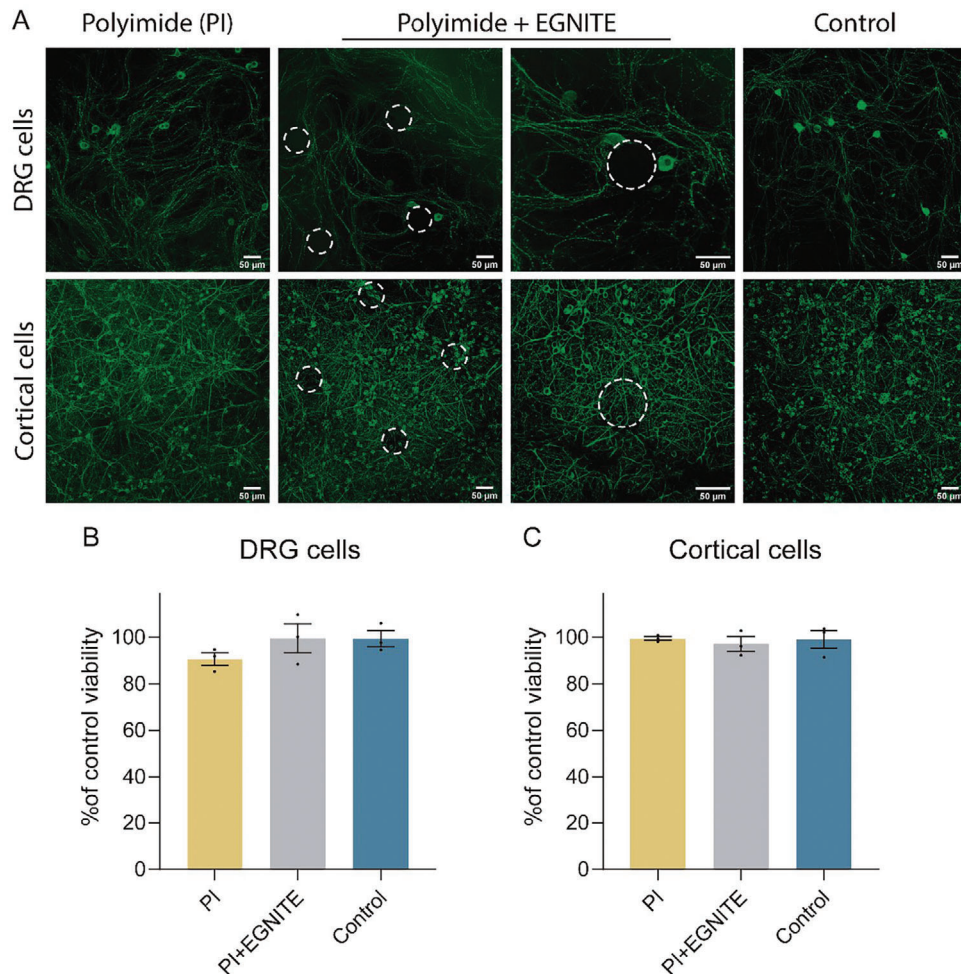 A
Polyimide (PI)
Polyimide + EGNITE
Control
DRG cells
50 µm
50 µm
50 µm
50 µm
Cortical cells
50 µm
50 µm
50 µm
50 µm
B
DRG cells
%of control viability
100
80
60
40
20
0
PI
PI+EGNITE
Control
C
Cortical cells
%of control viability
100
80
60
40
20
0
PI
PI+EGNITE
Control